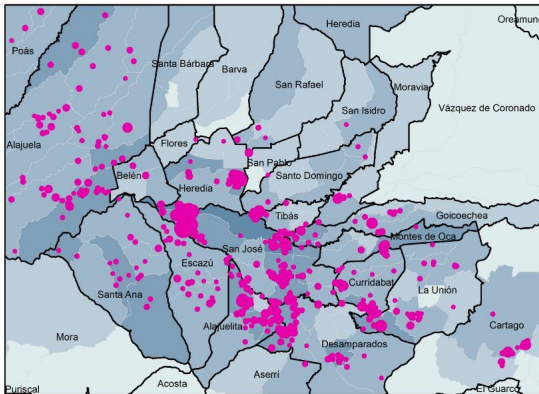 Heredia
Oreamuno
Poás
Santa Bárbara
Barva
San Rafael
Moravia
Vázquez de Coronado
San Isidro
Flores
Alajuela
San Pablo
Belén
Heredia
Santo Domingo
Tibás
Goicoechea
Montes de Oca
San José
Escazú
Curridabat
La Unión
Santa Ana
Alajuelita
Cartago
Mora
Desamparados
Aserrí
Acosta
Puriscal
El Guarco